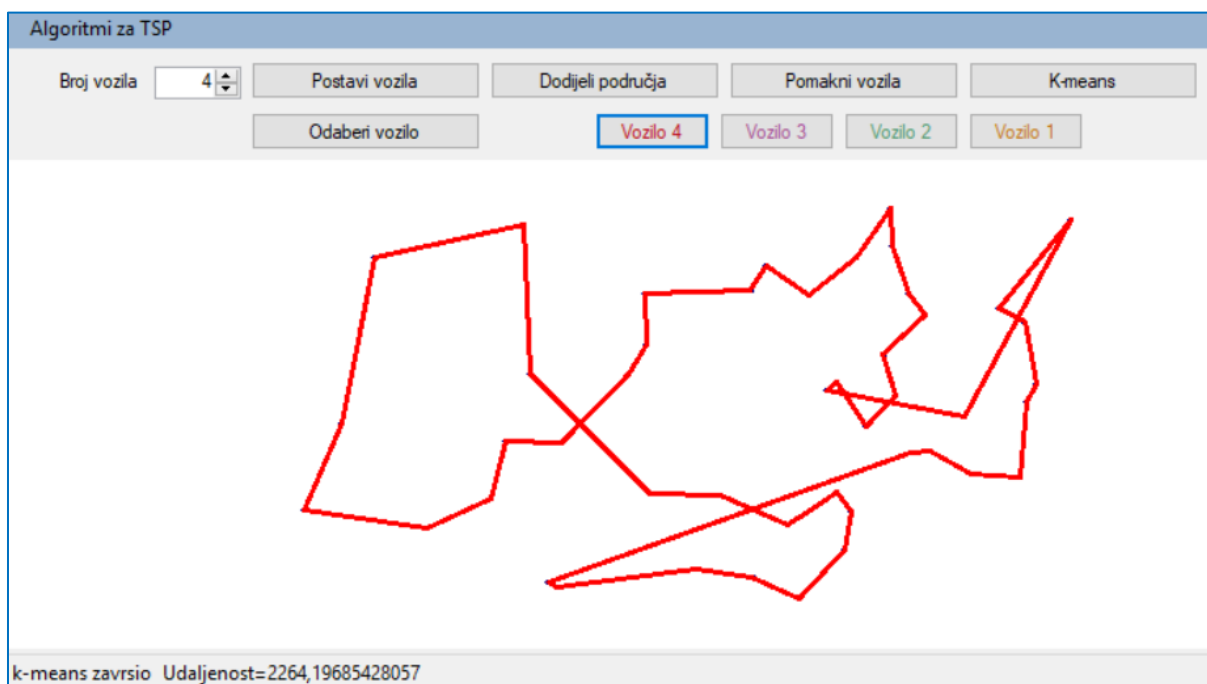 Algoritmi za TSP
Broj vozila 4 Postavi vozila Dodijeli područja Pomakni vozila K-means
Odaberi vozilo Vozilo 4 Vozilo 3 Vozilo 2 Vozilo 1
k-means zavrsio Udaljenost=2264,19685428057